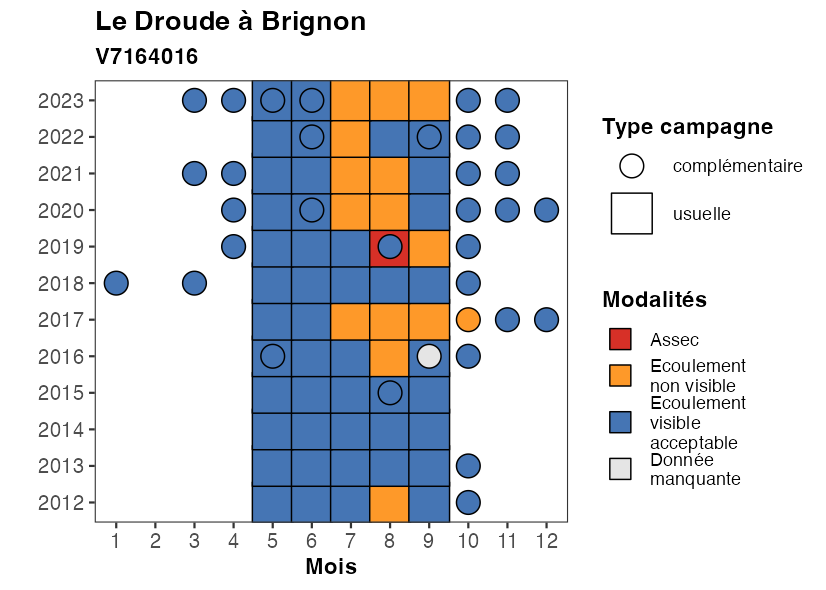 Le Droude à Brignon
V7164016
2023
2022
2021
2020
2019
2018
2017
2016
2015
2014
2013
2012
1 2 3 4 5 6 7 8 9 10 11 12
Mois
Type campagne
complémentaire
usuelle
Modalités
Assec
Ecoulement
non visible
Ecoulement
visible
acceptable
Donnée
manquante